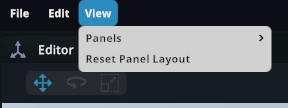 File Edit View
Panels
Editor
Reset Panel Layout